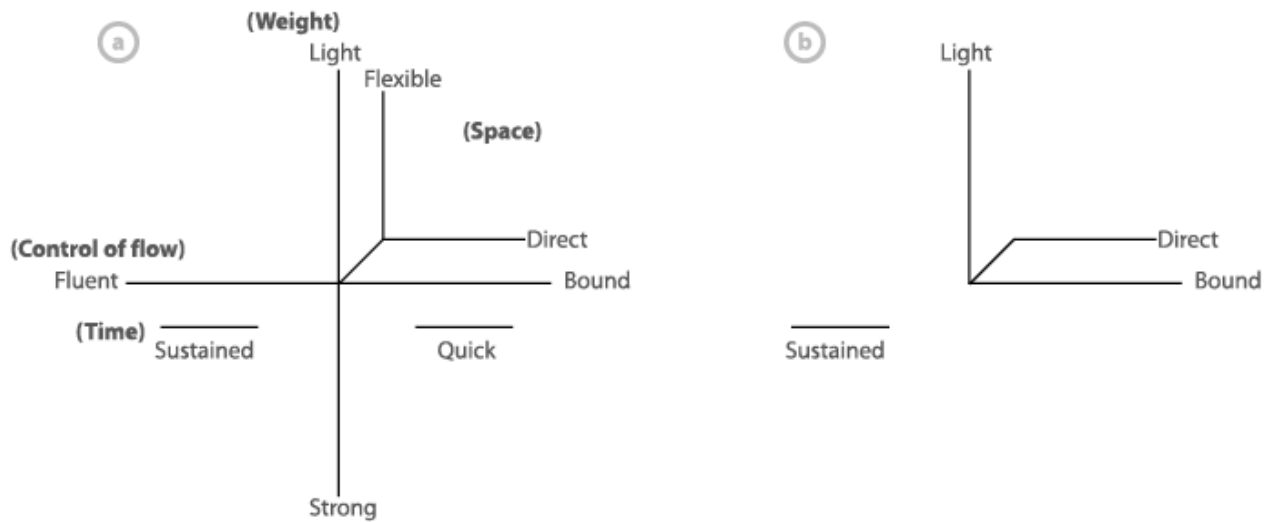 a
(Weight)
Light
Flexible
(Space)
(Control of flow)
Direct
Fluent
Bound
(Time)
Sustained
Quick
Strong
b
Light
Direct
Bound
Sustained